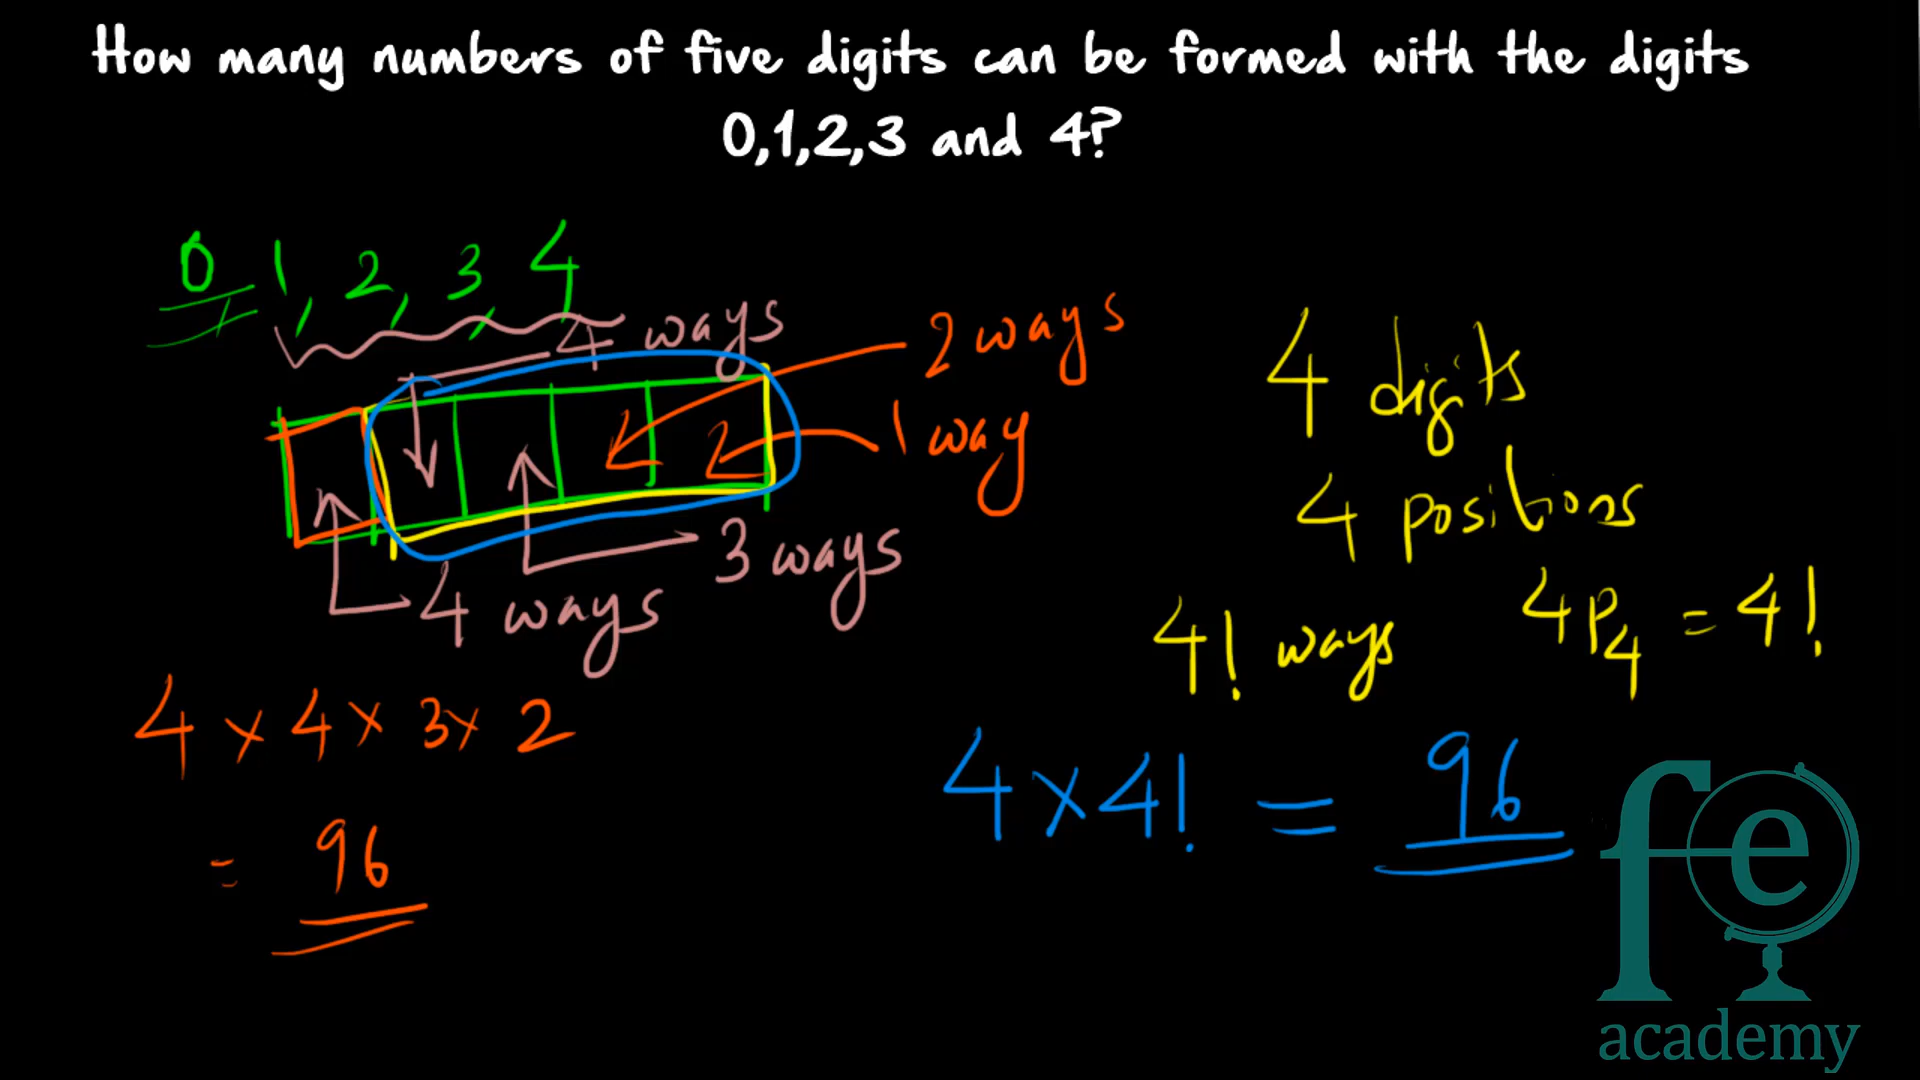 How many numbers of five digits can be formed with the digits
0,1,2,3 and 4?
0 1, 2, 3, 4
4 ways
2 ways
1 way
3 ways
4 ways
4 × 4 × 3 × 2
= 96
4 digits
4 positions
4! ways 4P4 = 4!
4 × 4! = 96
fe
academy